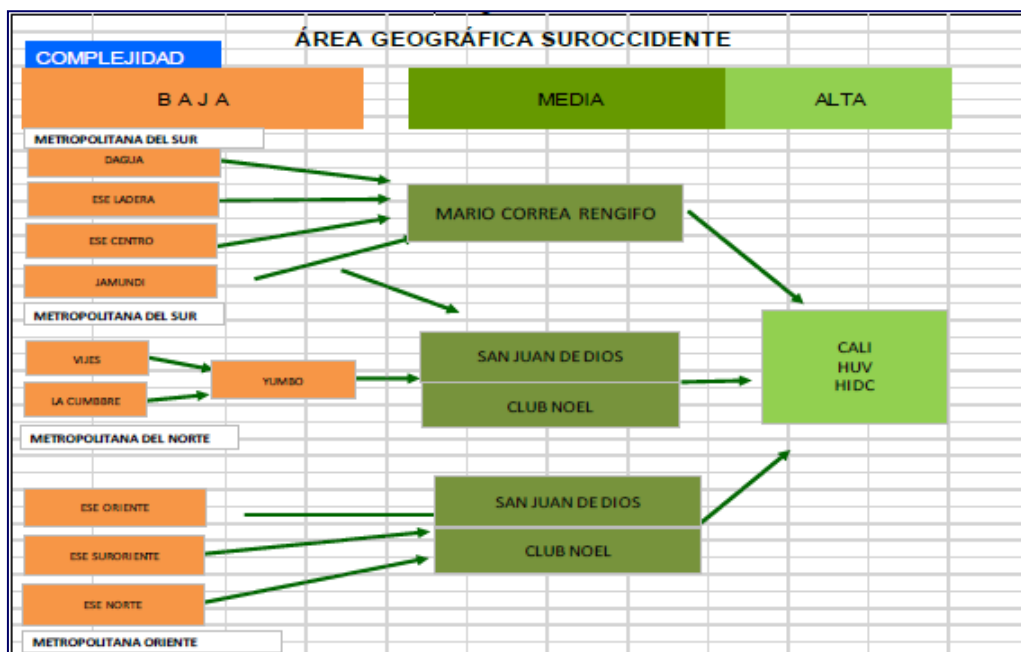 ÁREA GEOGRÁFICA SUROCCIDENTE
COMPLEJIDAD
B A J A
MEDIA
ALTA
METROPOLITANA DEL SUR
DAGUA
ESE LADERA
MARIO CORREA RENGIFO
ESE CENTRO
JAMUNDI
METROPOLITANA DEL SUR
VIJES
YUMBO
LA CUMBBRE
SAN JUAN DE DIOS
CLUB NOEL
CALI
HUV
HIDC
METROPOLITANA DEL NORTE
ESE ORIENTE
ESE SURORIENTE
ESE NORTE
SAN JUAN DE DIOS
CLUB NOEL
METROPOLITANA ORIENTE